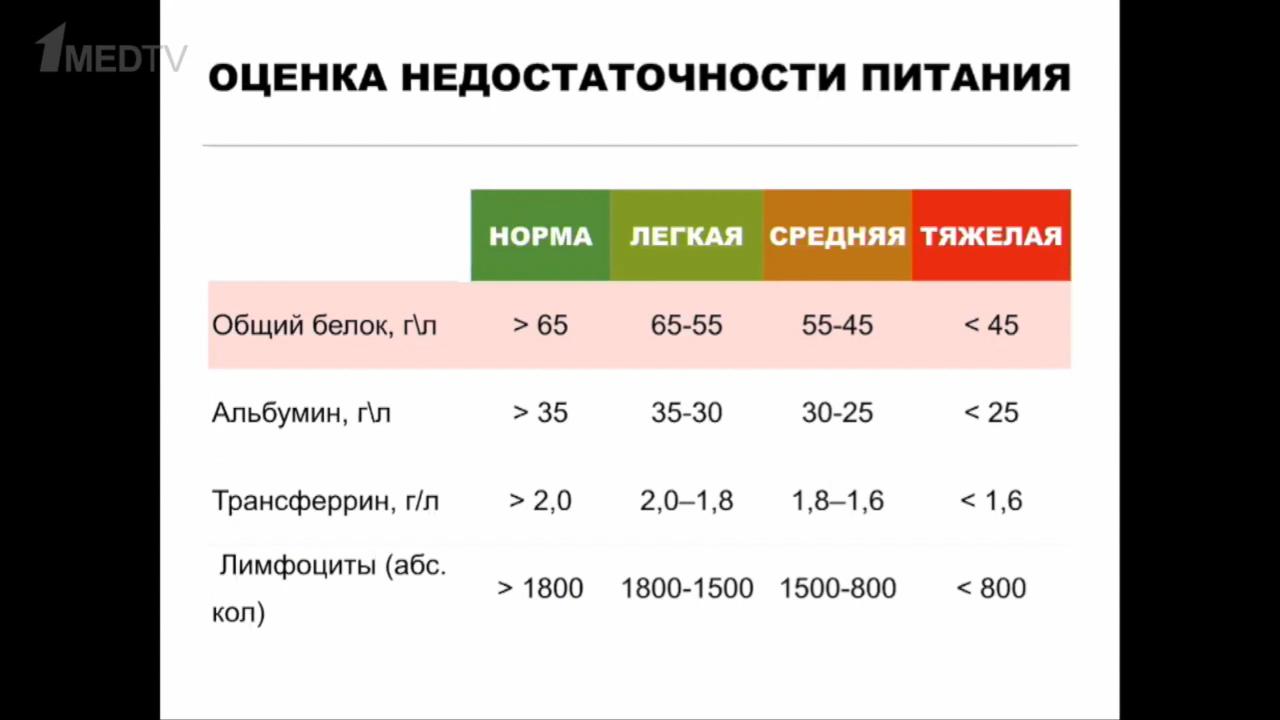 1MEDTV
ОЦЕНКА НЕДОСТАТОЧНОСТИ ПИТАНИЯ
НОРМА ЛЕГКАЯ СРЕДНЯЯ ТЯЖЕЛАЯ
Общий белок, г\л > 65 65-55 55-45 < 45
Альбумин, г\л > 35 35-30 30-25 < 25
Трансферрин, г/л > 2,0 2,0–1,8 1,8–1,6 < 1,6
Лимфоциты (абс.
кол) > 1800 1800-1500 1500-800 < 800